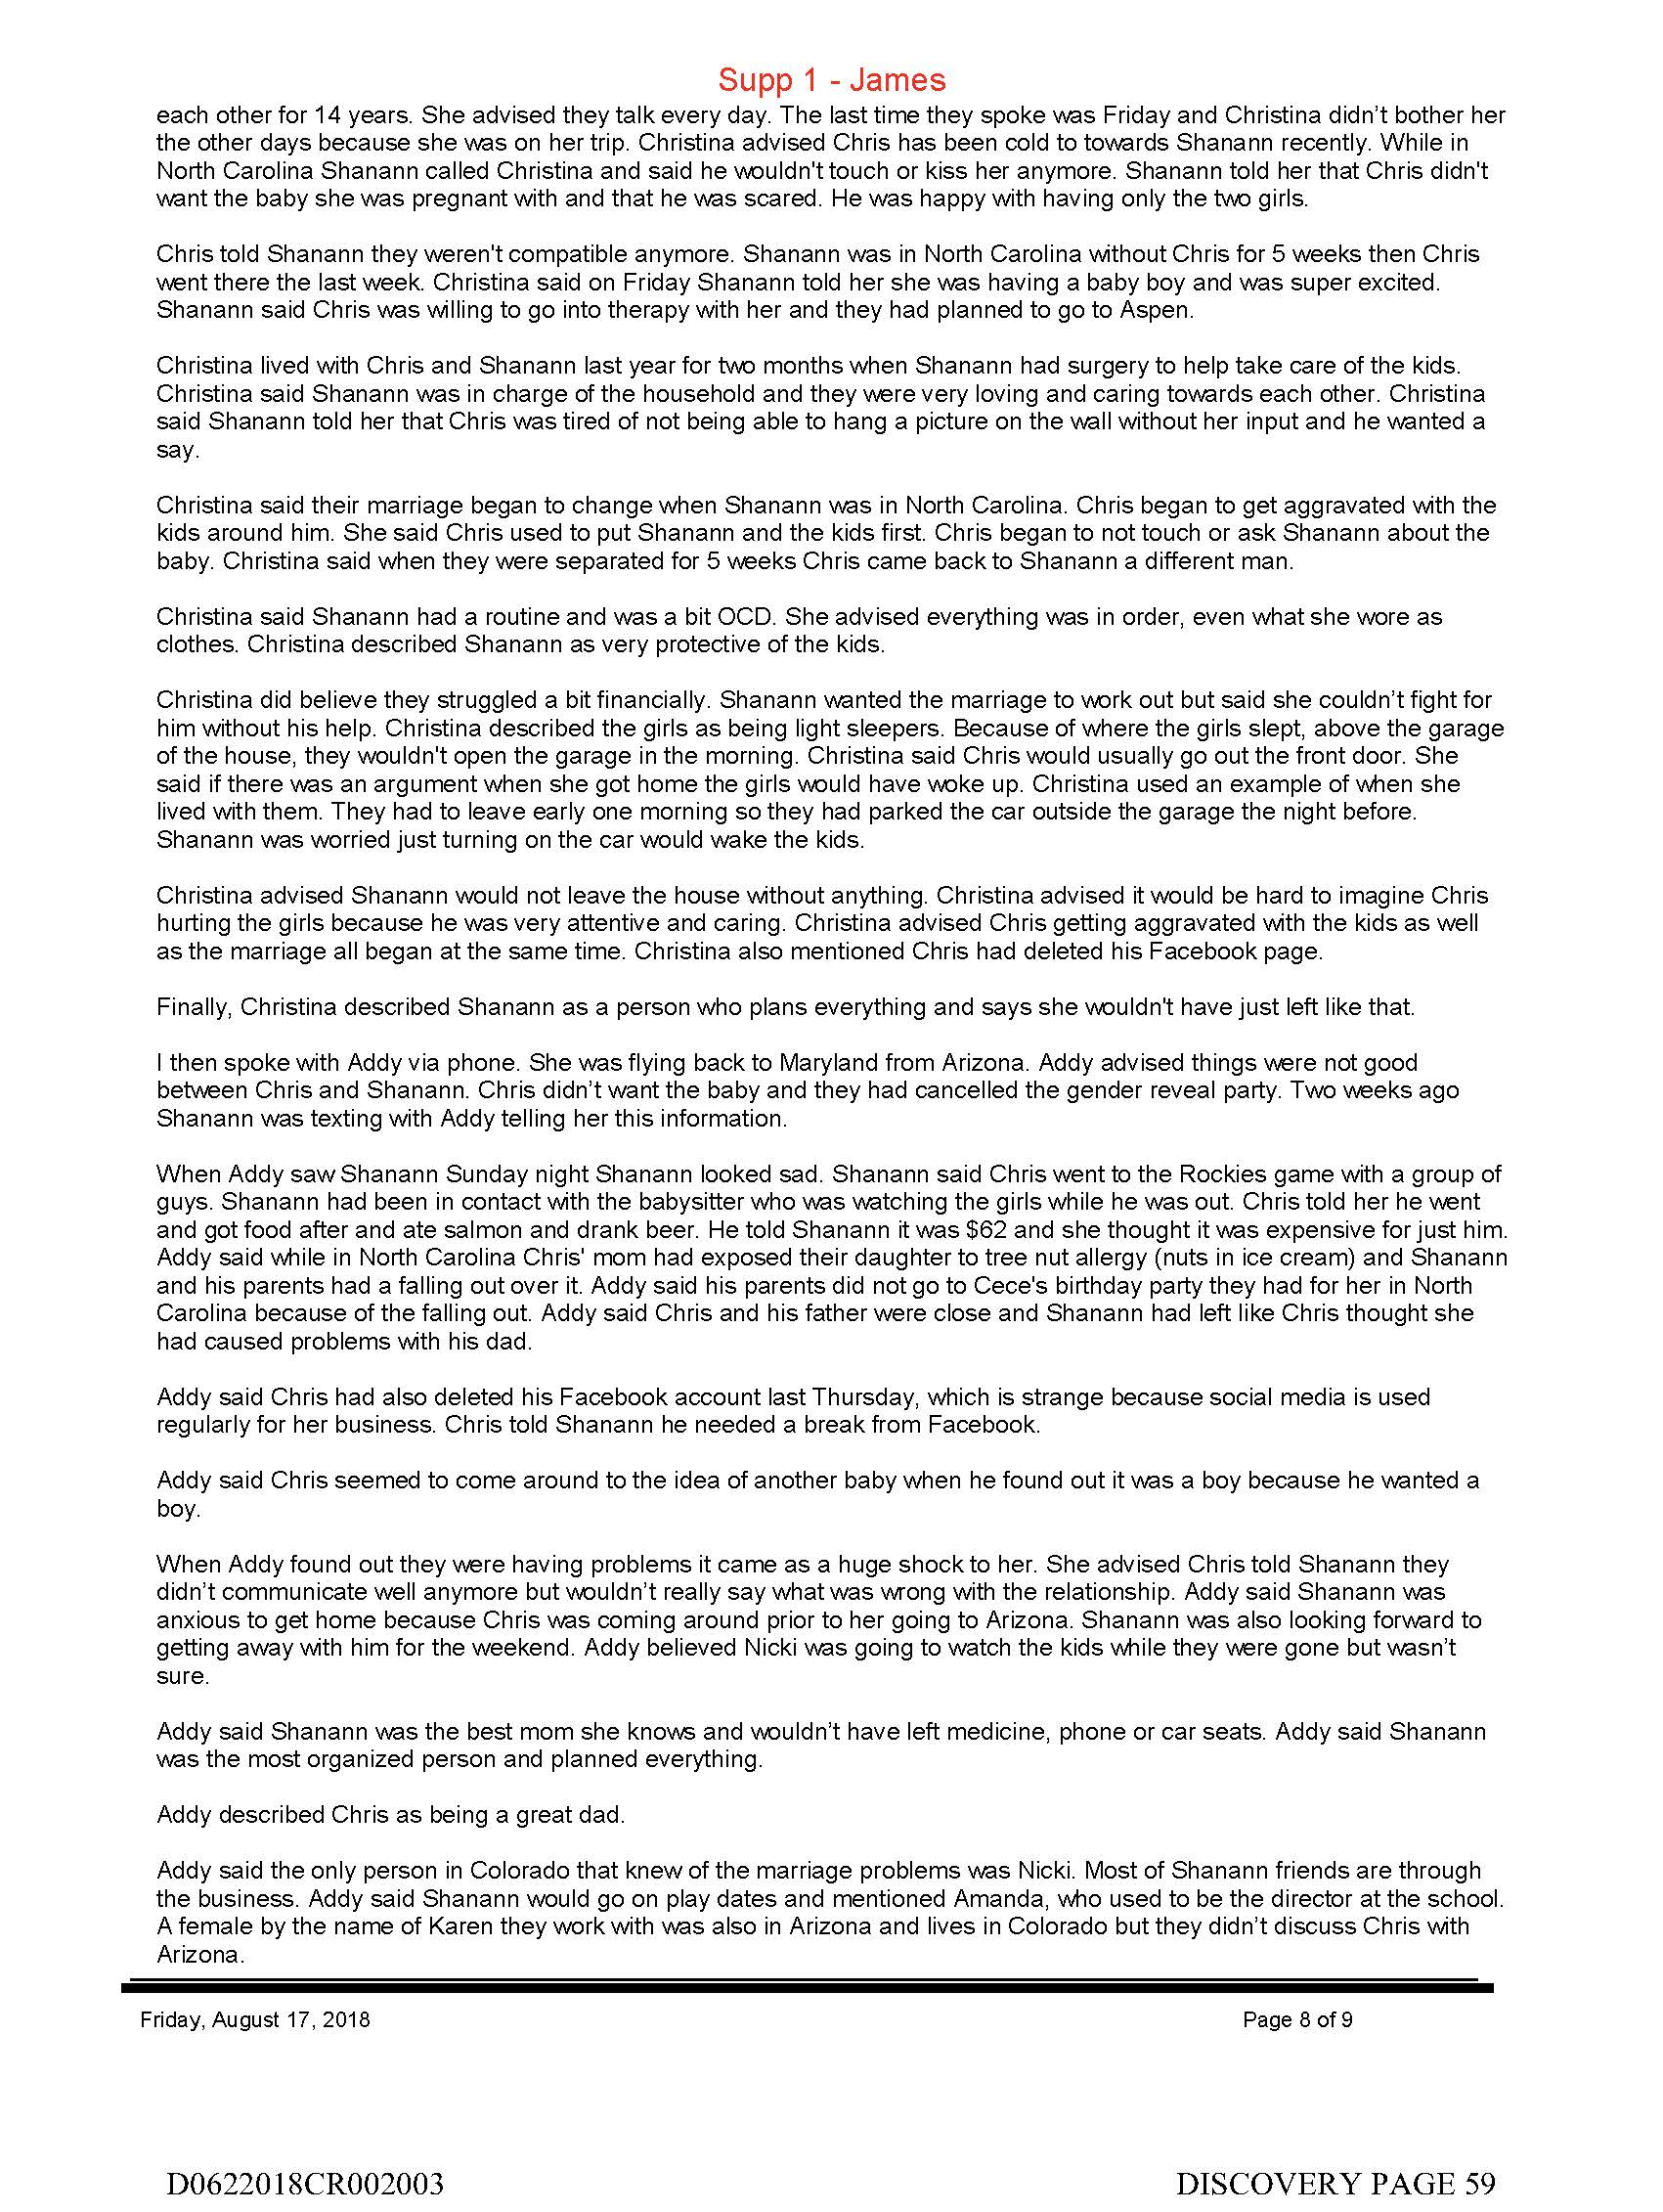 Supp 1 - James
each other for 14 years. She advised they talk every day. The last time they spoke was Friday and Christina didn’t bother her
the other days because she was on her trip. Christina advised Chris has been cold to towards Shanann recently. While in
North Carolina Shanann called Christina and said he wouldn't touch or kiss her anymore. Shanann told her that Chris didn't
want the baby she was pregnant with and that he was scared. He was happy with having only the two girls.
Chris told Shanann they weren't compatible anymore. Shanann was in North Carolina without Chris for 5 weeks then Chris
went there the last week. Christina said on Friday Shanann told her she was having a baby boy and was super excited.
Shanann said Chris was willing to go into therapy with her and they had planned to go to Aspen.
Christina lived with Chris and Shanann last year for two months when Shanann had surgery to help take care of the kids.
Christina said Shanann was in charge of the household and they were very loving and caring towards each other. Christina
said Shanann told her that Chris was tired of not being able to hang a picture on the wall without her input and he wanted a
say.
Christina said their marriage began to change when Shanann was in North Carolina. Chris began to get aggravated with the
kids around him. She said Chris used to put Shanann and the kids first. Chris began to not touch or ask Shanann about the
baby. Christina said when they were separated for 5 weeks Chris came back to Shanann a different man.
Christina said Shanann had a routine and was a bit OCD. She advised everything was in order, even what she wore as
clothes. Christina described Shanann as very protective of the kids.
Christina did believe they struggled a bit financially. Shanann wanted the marriage to work out but said she couldn’t fight for
him without his help. Christina described the girls as being light sleepers. Because of where the girls slept, above the garage
of the house, they wouldn't open the garage in the morning. Christina said Chris would usually go out the front door. She
said if there was an argument when she got home the girls would have woke up. Christina used an example of when she
lived with them. They had to leave early one morning so they had parked the car outside the garage the night before.
Shanann was worried just turning on the car would wake the kids.
Christina advised Shanann would not leave the house without anything. Christina advised it would be hard to imagine Chris
hurting the girls because he was very attentive and caring. Christina advised Chris getting aggravated with the kids as well
as the marriage all began at the same time. Christina also mentioned Chris had deleted his Facebook page.
Finally, Christina described Shanann as a person who plans everything and says she wouldn't have just left like that.
I then spoke with Addy via phone. She was flying back to Maryland from Arizona. Addy advised things were not good
between Chris and Shanann. Chris didn’t want the baby and they had cancelled the gender reveal party. Two weeks ago
Shanann was texting with Addy telling her this information.
When Addy saw Shanann Sunday night Shanann looked sad. Shanann said Chris went to the Rockies game with a group of
guys. Shanann had been in contact with the babysitter who was watching the girls while he was out. Chris told her he went
and got food after and ate salmon and drank beer. He told Shanann it was $62 and she thought it was expensive for just him.
Addy said while in North Carolina Chris' mom had exposed their daughter to tree nut allergy (nuts in ice cream) and Shanann
and his parents had a falling out over it. Addy said his parents did not go to Cece's birthday party they had for her in North
Carolina because of the falling out. Addy said Chris and his father were close and Shanann had left like Chris thought she
had caused problems with his dad.
Addy said Chris had also deleted his Facebook account last Thursday, which is strange because social media is used
regularly for her business. Chris told Shanann he needed a break from Facebook.
Addy said Chris seemed to come around to the idea of another baby when he found out it was a boy because he wanted a
boy.
When Addy found out they were having problems it came as a huge shock to her. She advised Chris told Shanann they
didn’t communicate well anymore but wouldn’t really say what was wrong with the relationship. Addy said Shanann was
anxious to get home because Chris was coming around prior to her going to Arizona. Shanann was also looking forward to
getting away with him for the weekend. Addy believed Nicki was going to watch the kids while they were gone but wasn’t
sure.
Addy said Shanann was the best mom she knows and wouldn’t have left medicine, phone or car seats. Addy said Shanann
was the most organized person and planned everything.
Addy described Chris as being a great dad.
Addy said the only person in Colorado that knew of the marriage problems was Nicki. Most of Shanann friends are through
the business. Addy said Shanann would go on play dates and mentioned Amanda, who used to be the director at the school.
A female by the name of Karen they work with was also in Arizona and lives in Colorado but they didn’t discuss Chris with
Arizona.
Friday, August 17, 2018 Page 8 of 9
D0622018CR002003 DISCOVERY PAGE 59